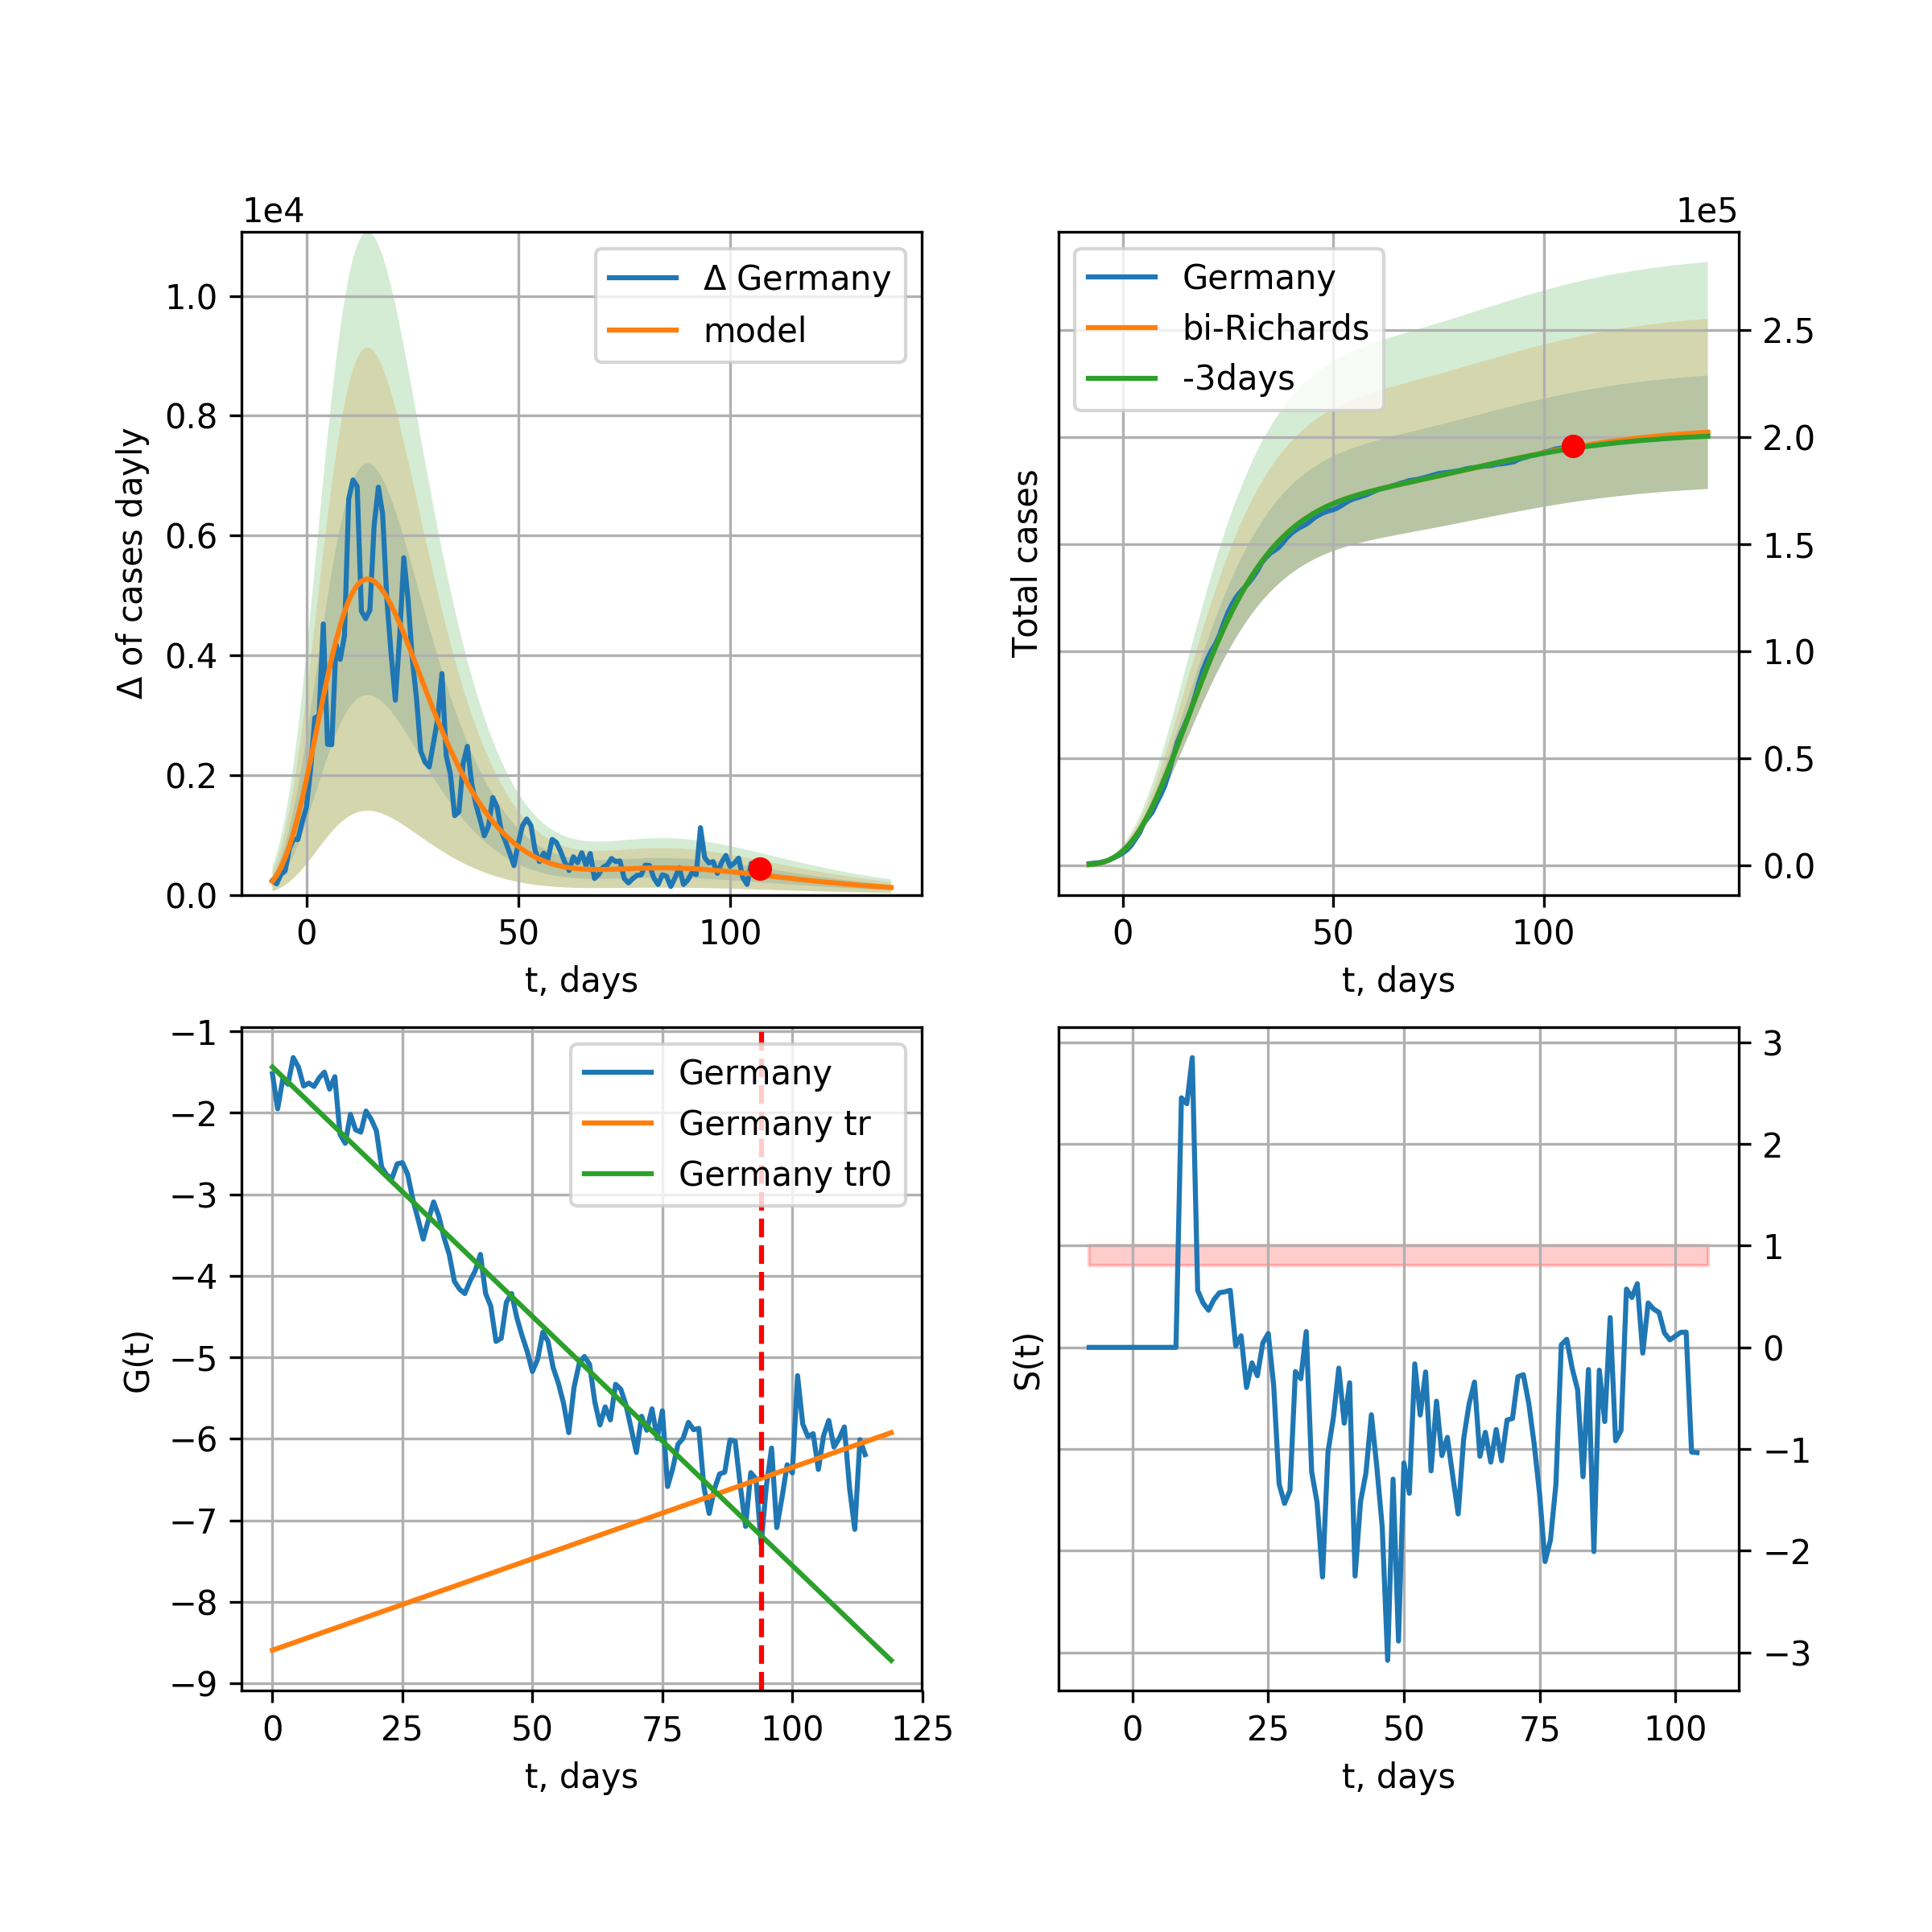 1e4
Δ of cases dayly
1.0
0.8
0.6
0.4
0.2
0.0
Δ Germany
model
0 50 100
t, days
1e5
Total cases
Germany
bi-Richards
-3days
2.5
2.0
1.5
1.0
0.5
0.0
0 50 100
t, days
G(t)
−1
−2
−3
−4
−5
−6
−7
−8
−9
Germany
Germany tr
Germany tr0
0 25 50 75 100 125
t, days
S(t)
3
2
1
0
−1
−2
−3
0 25 50 75 100
t, days